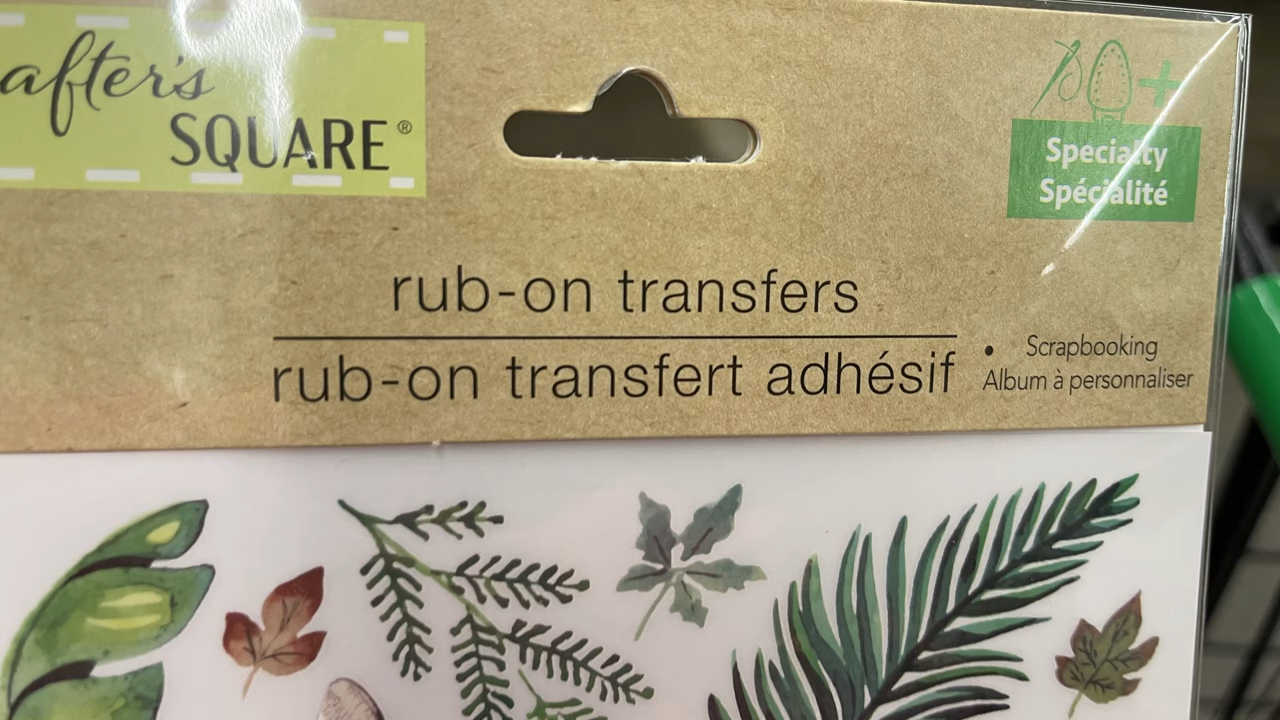 after's
SQUARE®
Specialty
Spécialité
rub-on transfers
rub-on transfert adhésif
• Scrapbooking
Album à personnaliser